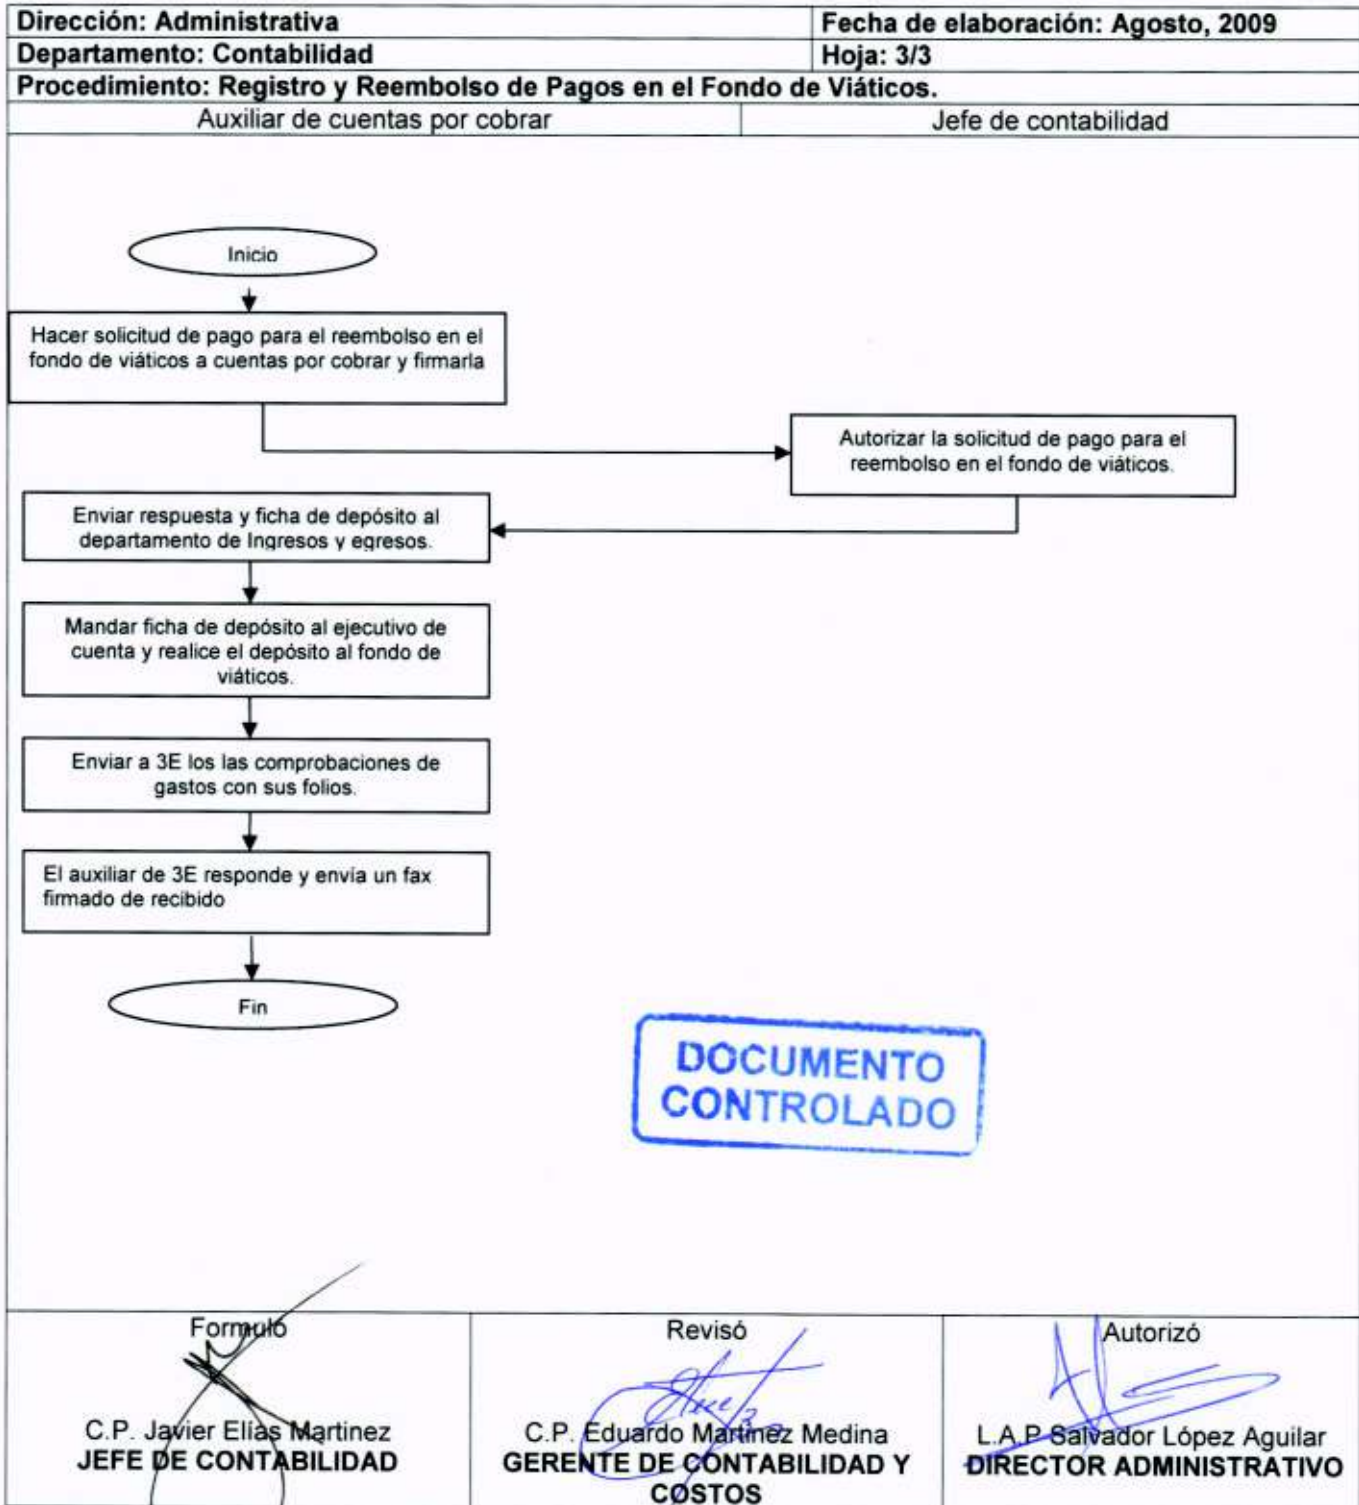 Dirección: Administrativa
Fecha de elaboración: Agosto, 2009
Departamento: Contabilidad
Hoja: 3/3
Procedimiento: Registro y Reembolso de Pagos en el Fondo de Viáticos.
Auxiliar de cuentas por cobrar
Jefe de contabilidad
Inicio
Hacer solicitud de pago para el reembolso en el
fondo de viáticos a cuentas por cobrar y firmarla
Autorizar la solicitud de pago para el
reembolso en el fondo de viáticos.
Enviar respuesta y ficha de depósito al
departamento de Ingresos y egresos.
Mandar ficha de depósito al ejecutivo de
cuenta y realice el depósito al fondo de
viáticos.
Enviar a 3E los las comprobaciones de
gastos con sus folios.
El auxiliar de 3E responde y envía un fax
firmado de recibido
Fin
DOCUMENTO
CONTROLADO
Formuló
C.P. Javier Elías Martinez
JEFE DE CONTABILIDAD
Revisó
C.P. Eduardo Martínez Medina
GERENTE DE CONTABILIDAD Y
COSTOS
Autorizó
L.A.P Salvador López Aguilar
DIRECTOR ADMINISTRATIVO